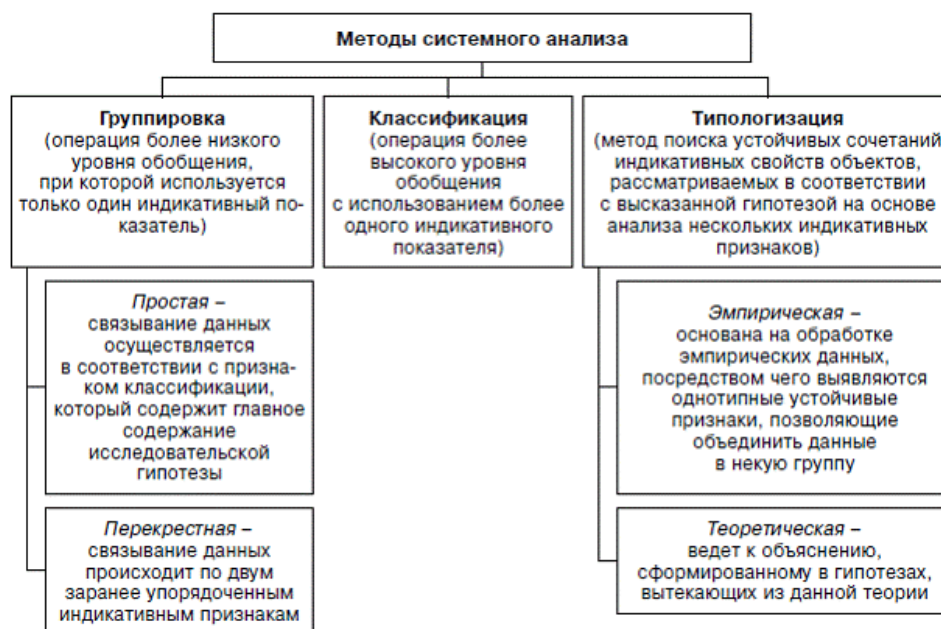 Методы системного анализа
Группировка
(операция более низкого
уровня обобщения,
при которой используется
только один индикативный по-
казатель)
Классификация
(операция более
высокого уровня
обобщения
с использованием более
одного индикативного
показателя)
Типологизация
(метод поиска устойчивых сочетаний
индикативных свойств объектов,
рассматриваемых в соответствии
с высказанной гипотезой на основе
анализа нескольких индикативных
признаков)
Простая –
связывание данных
осуществляется
в соответствии с призна-
ком классификации,
который содержит главное
содержание
исследовательской
гипотезы
Перекрестная –
связывание данных
происходит по двум
заранее упорядоченным
индикативным признакам
Эмпирическая –
основана на обработке
эмпирических данных,
посредством чего выявляются
однотипные устойчивые
признаки, позволяющие
объединить данные
в некую группу
Теоретическая –
ведет к объяснению,
сформированному в гипотезах,
вытекающих из данной теории